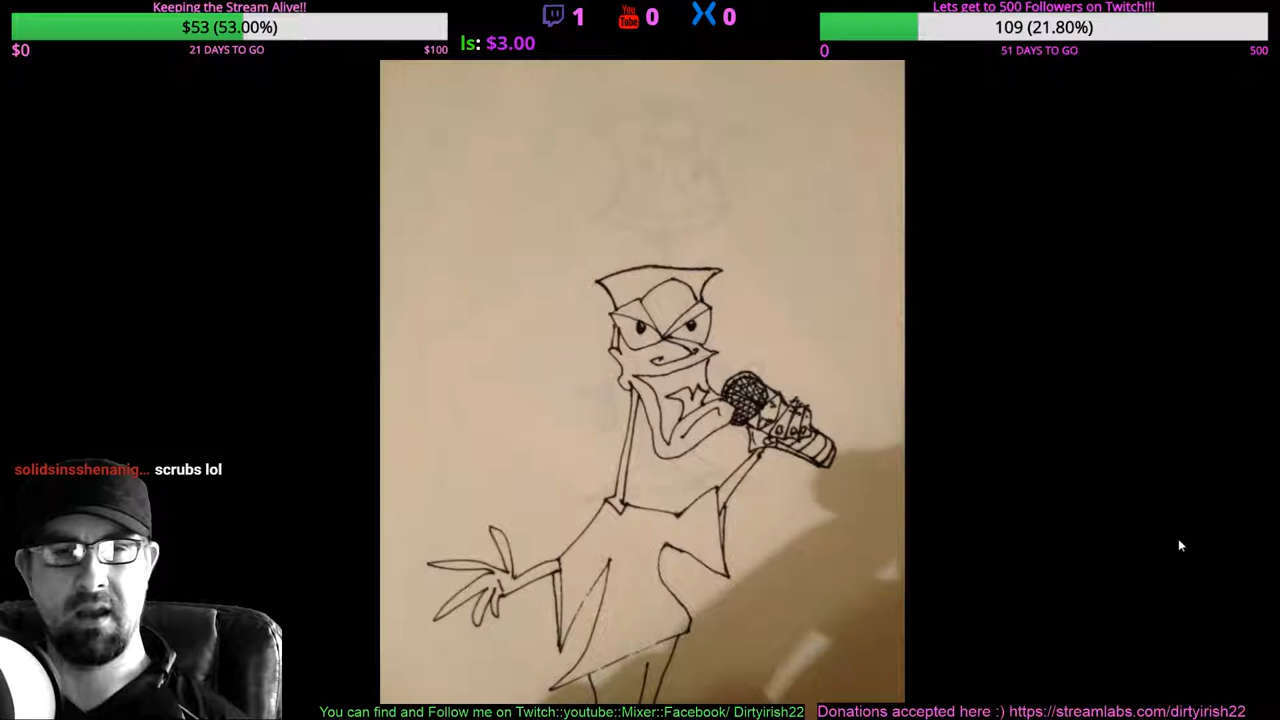 Keeping the Stream Alive!!
$53 (53.00%)
$0
21 DAYS TO GO
$100
1
You Tube
0
0
ls: $3.00
Lets get to 500 Followers on Twitch!!!
109 (21.80%)
0
51 DAYS TO GO
500
solidsinsshenanig... scrubs lol
You can find and Follow me on Twitch::youtube::Mixer::Facebook/ Dirtyirish22
Donations accepted here :) https://streamlabs.com/dirtyirish22